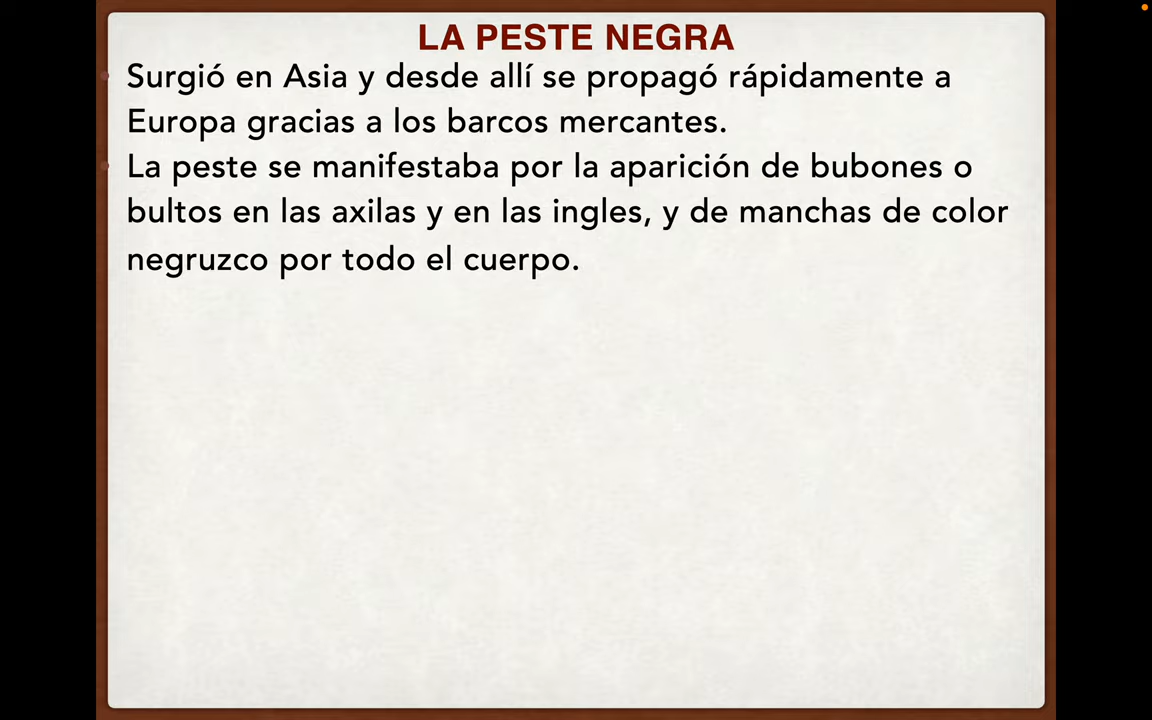 LA PESTE NEGRA
• Surgió en Asia y desde allí se propagó rápidamente a
Europa gracias a los barcos mercantes.
• La peste se manifestaba por la aparición de bubones o
bultos en las axilas y en las ingles, y de manchas de color
negruzco por todo el cuerpo.